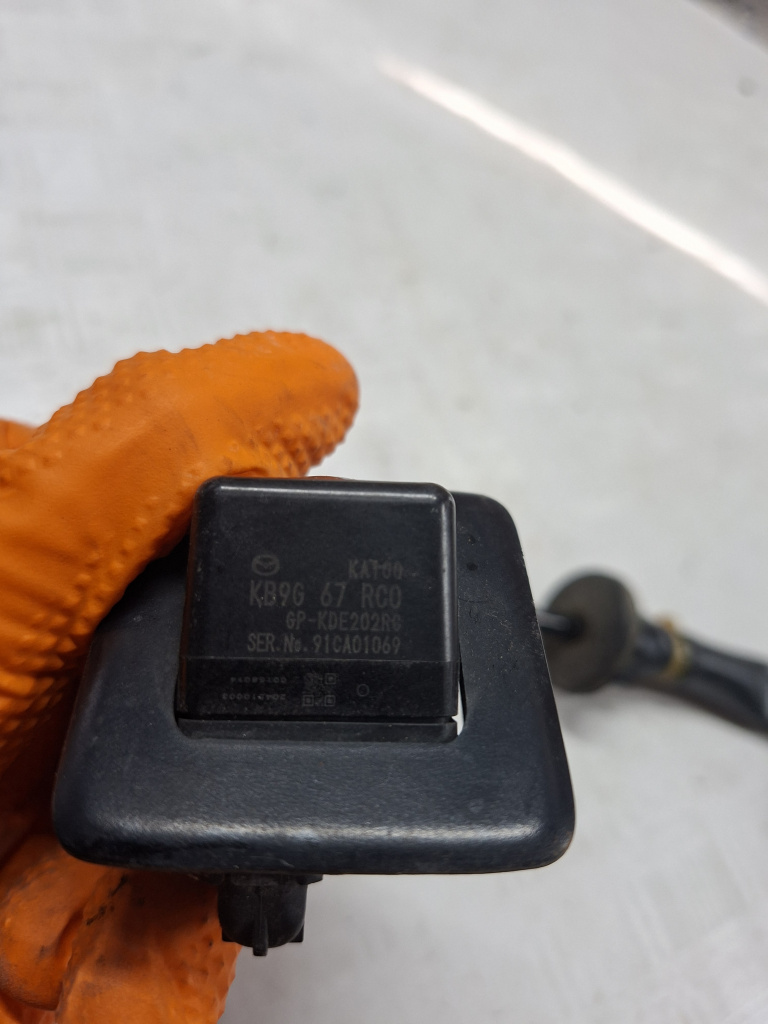 KAT00
KB9G 67 RC0
GP-KDE202RG
SER.No.91CA01069